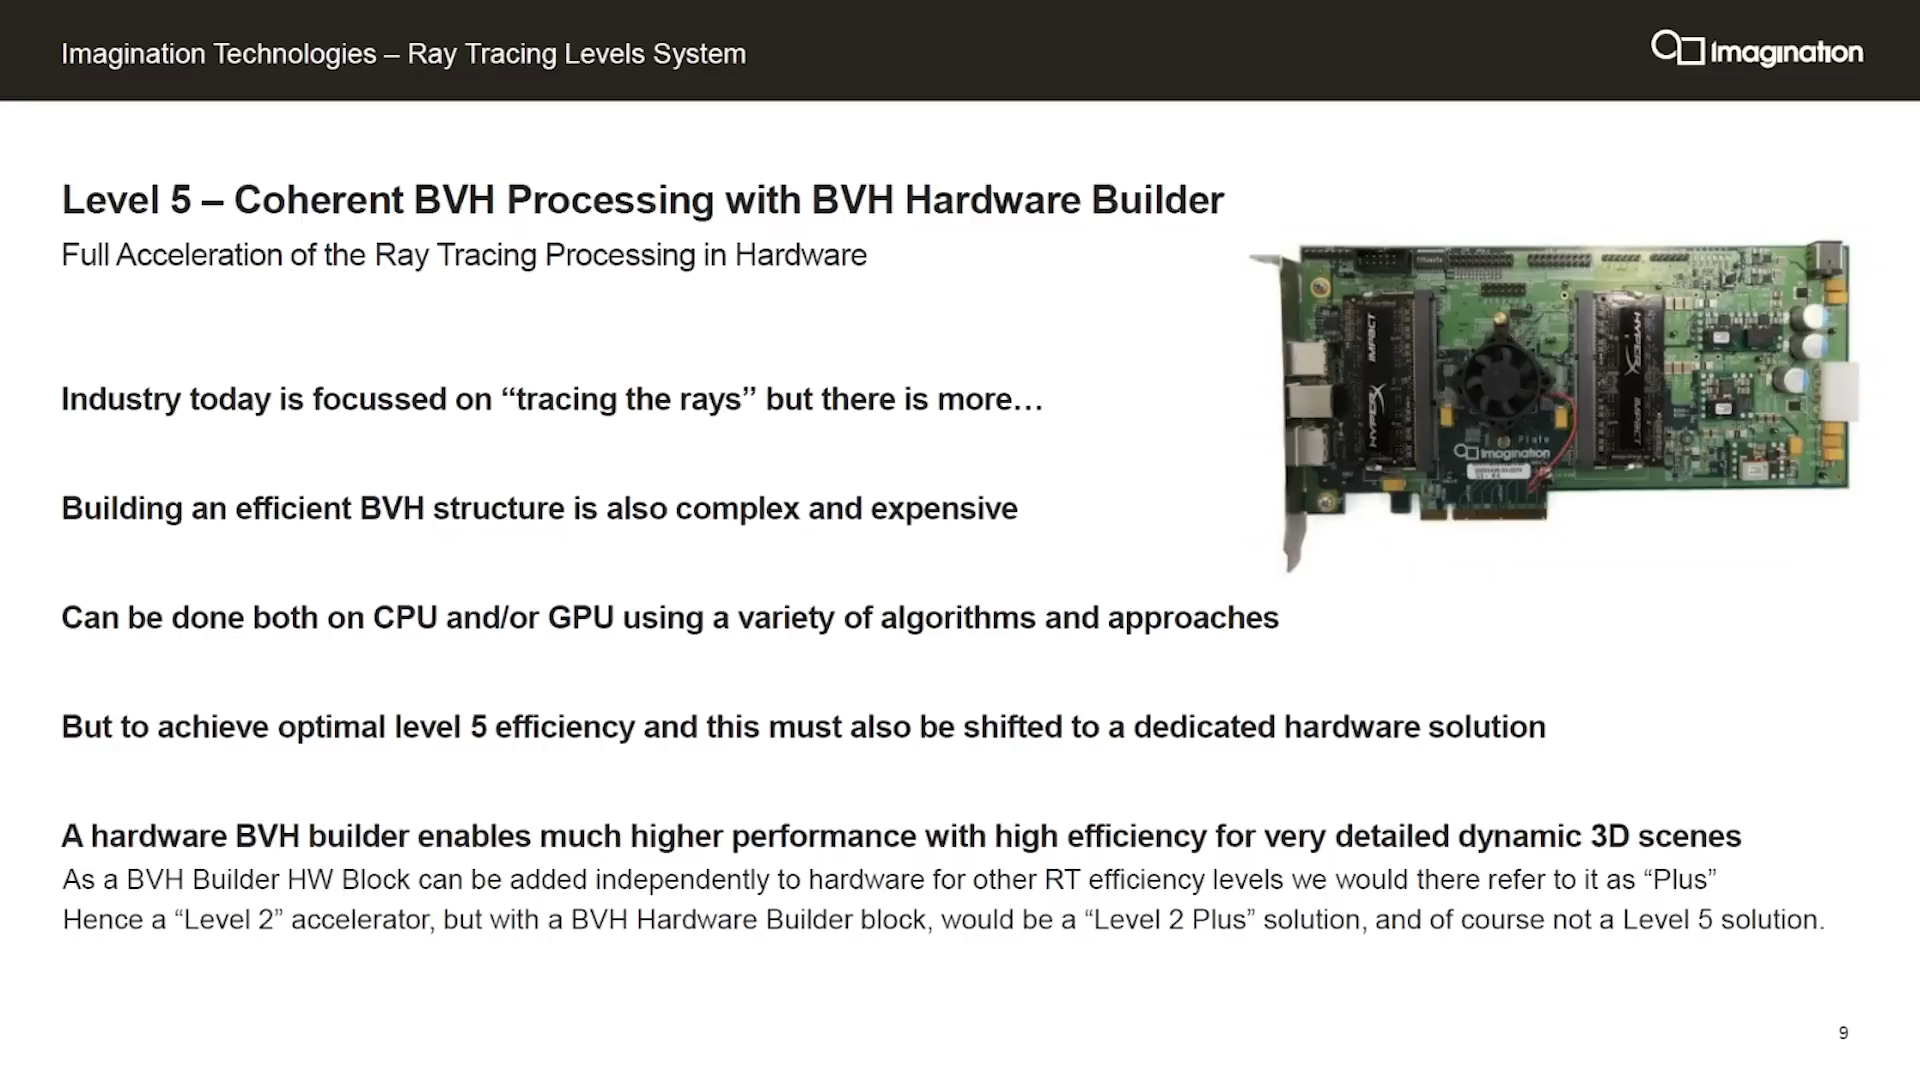 Imagination Technologies – Ray Tracing Levels System
Imagination
Level 5 – Coherent BVH Processing with BVH Hardware Builder
Full Acceleration of the Ray Tracing Processing in Hardware
Industry today is focussed on “tracing the rays” but there is more…
Building an efficient BVH structure is also complex and expensive
Can be done both on CPU and/or GPU using a variety of algorithms and approaches
But to achieve optimal level 5 efficiency and this must also be shifted to a dedicated hardware solution
A hardware BVH builder enables much higher performance with high efficiency for very detailed dynamic 3D scenes
As a BVH Builder HW Block can be added independently to hardware for other RT efficiency levels we would there refer to it as “Plus”
Hence a “Level 2” accelerator, but with a BVH Hardware Builder block, would be a “Level 2 Plus” solution, and of course not a Level 5 solution.
IMPACT
HYPERX
HYPERX
IMPACT
Plato
Imagination
9